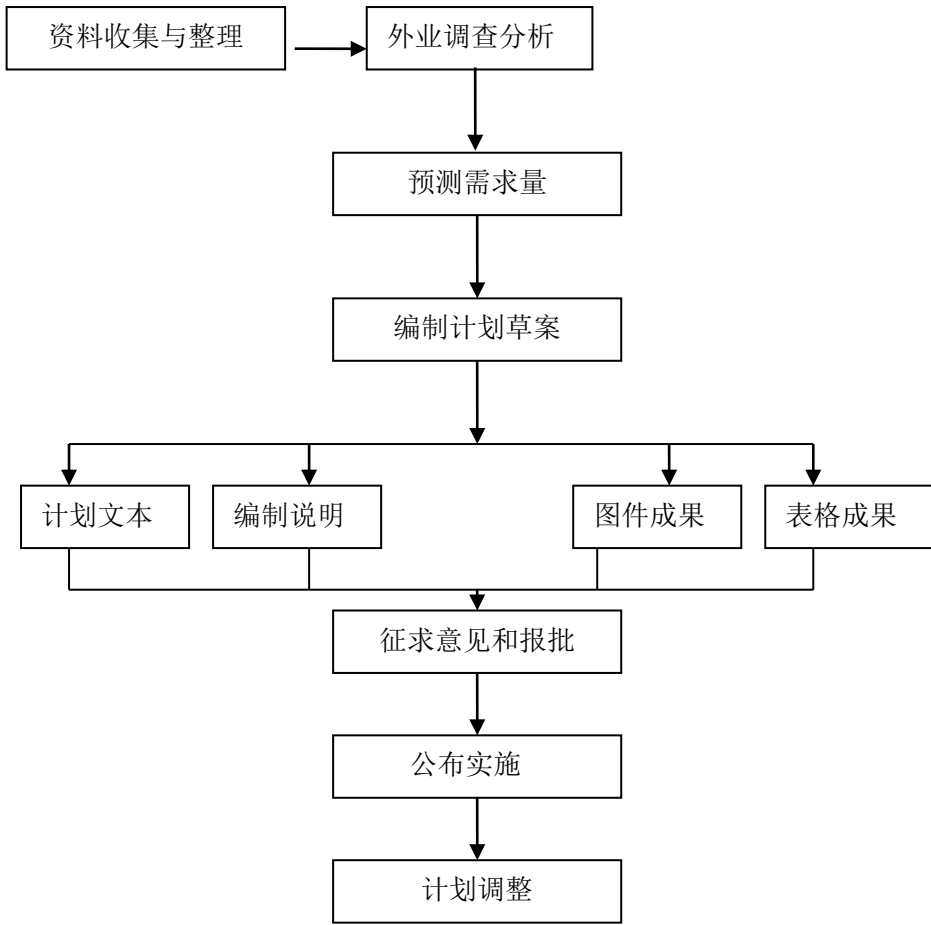 资料收集与整理
外业调查分析
预测需求量
编制计划草案
计划文本
编制说明
图件成果
表格成果
征求意见和报批
公布实施
计划调整